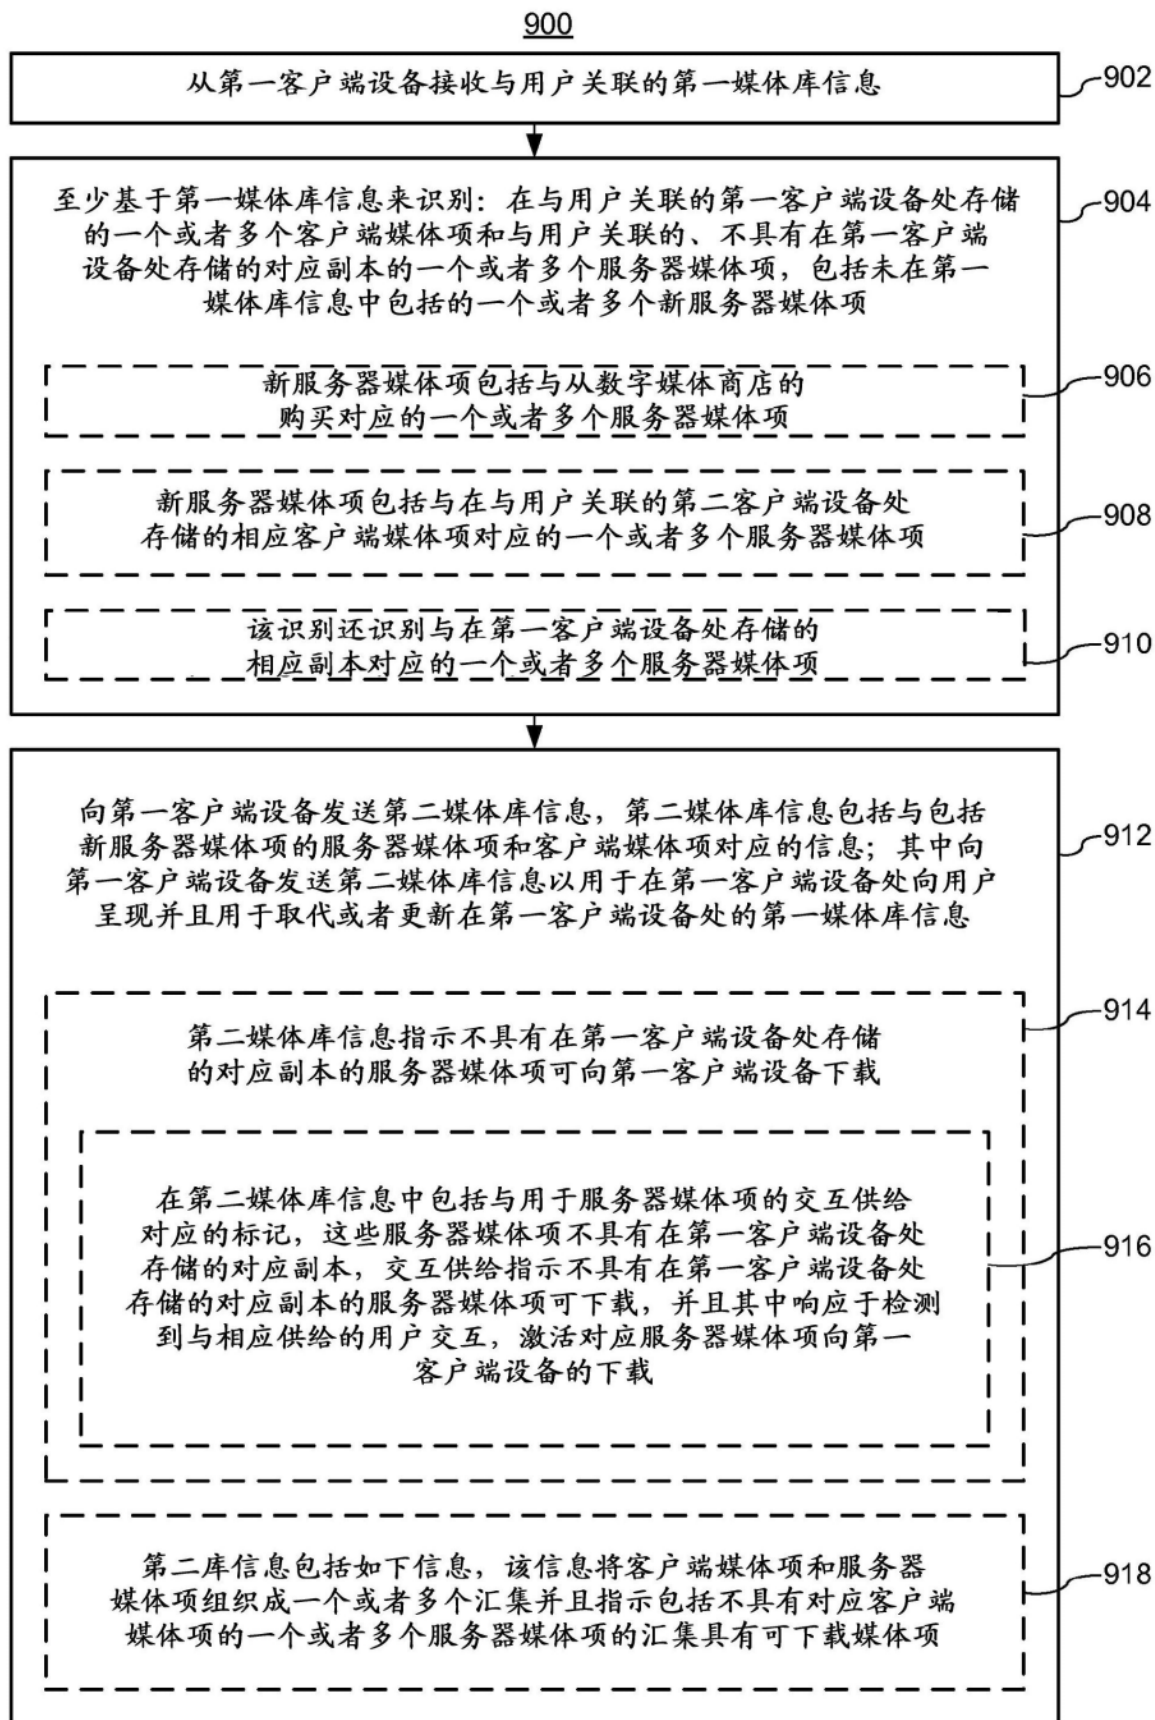 900
从第一客户端设备接收与用户关联的第一媒体库信息
902
至少基于第一媒体库信息来识别：在与用户关联的第一客户端设备处存储
的一个或者多个客户端媒体项和与用户关联的、不具有在第一客户端
设备处存储的对应副本的一个或者多个服务器媒体项，包括未在第一
媒体库信息中包括的一个或者多个新服务器媒体项
904
新服务器媒体项包括与从数字媒体商店的
购买对应的一个或者多个服务器媒体项
906
新服务器媒体项包括与在与用户关联的第二客户端设备处
存储的相应客户端媒体项对应的一个或者多个服务器媒体项
908
该识别还识别与在第一客户端设备处存储的
相应副本对应的一个或者多个服务器媒体项
910
向第一客户端设备发送第二媒体库信息，第二媒体库信息包括与包括
新服务器媒体项的服务器媒体项和客户端媒体项对应的信息；其中向
第一客户端设备发送第二媒体库信息以用于在第一客户端设备处向用户
呈现并且用于取代或者更新在第一客户端设备处的第一媒体库信息
912
第二媒体库信息指示不具有在第一客户端设备处存储
的对应副本的服务器媒体项可向第一客户端设备下载
914
在第二媒体库信息中包括与用于服务器媒体项的交互供给
对应的标记，这些服务器媒体项不具有在第一客户端设备处
存储的对应副本，交互供给指示不具有在第一客户端设备处
存储的对应副本的服务器媒体项可下载，并且其中响应于检测
到与相应供给的用户交互，激活对应服务器媒体项向第一
客户端设备的下载
916
第二库信息包括如下信息，该信息将客户端媒体项和服务器
媒体项组织成一个或者多个汇集并且指示包括不具有对应客户端
媒体项的一个或者多个服务器媒体项的汇集具有可下载媒体项
918